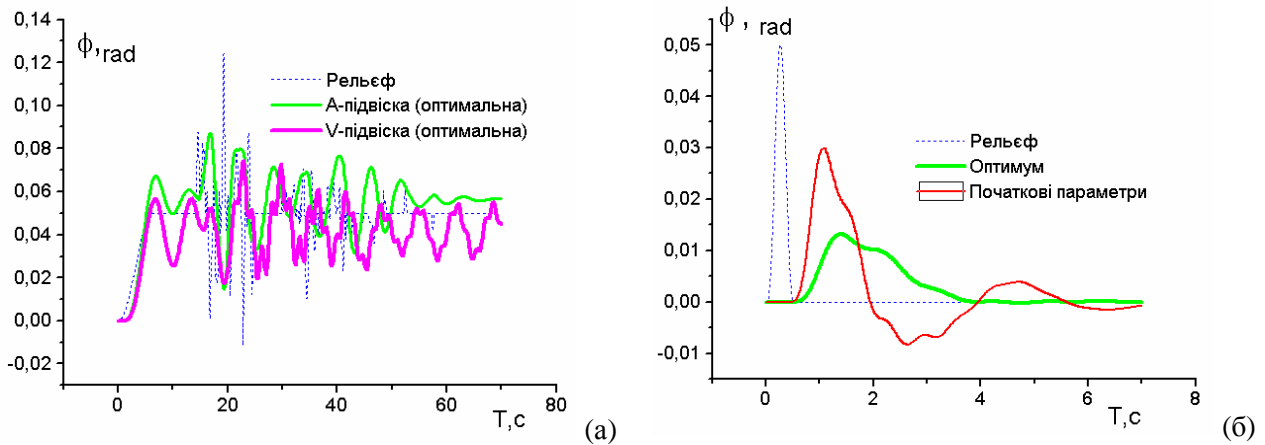 0,14
0,12
0,10
0,08
0,06
0,04
0,02
0,00
-0,02
ϕ,rad
Рельєф
А-підвіска (оптимальна)
V-підвіска (оптимальна)
0
20
40
60
80
T,c
(а)
0,05
0,04
0,03
0,02
0,01
0,00
-0,01
ϕ , rad
Рельєф
Оптимум
Початкові параметри
0
2
4
6
8
T,c
(б)